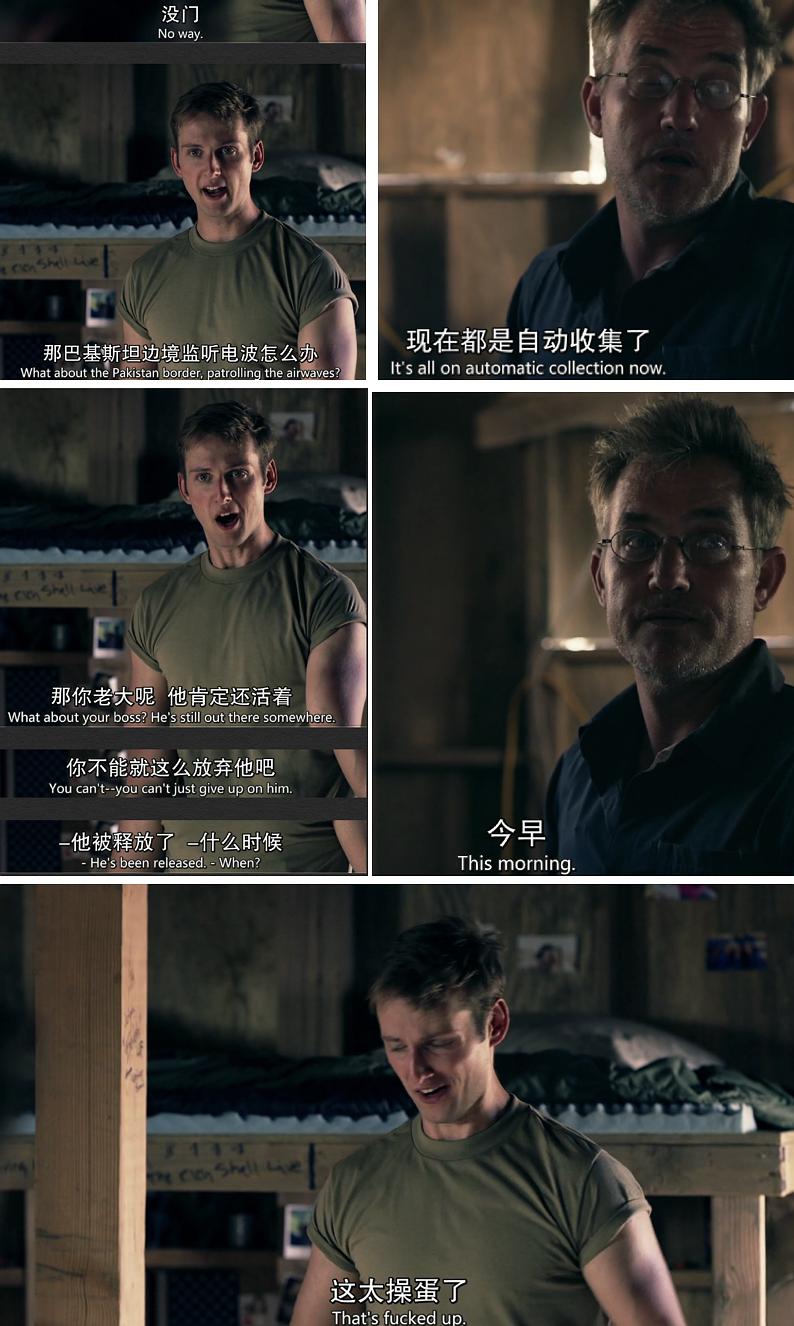 没门
No way.
那巴基斯坦边境监听电波怎么办
What about the Pakistan border, patrolling the airwaves?
现在都是自动收集了
It's all on automatic collection now.
那你老大呢 他肯定还活着
What about your boss? He's still out there somewhere.
你不能就这么放弃他吧
You can't--you can't just give up on him.
–他被释放了 –什么时候
- He's been released. - When?
今早
This morning.
Shell Live
这太操蛋了
That's fucked up.